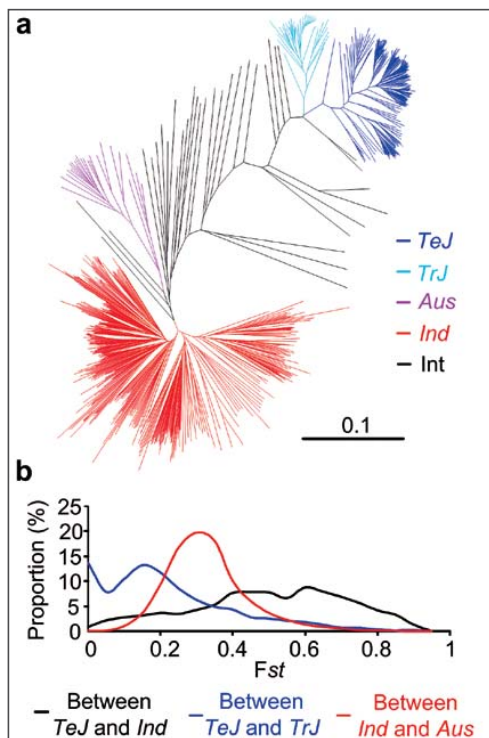 a
TeJ
TrJ
Aus
Ind
Int
0.1
b
Proportion (%)
25
20
15
10
5
0
0 0.2 0.4 0.6 0.8 1
Fst
Between TeJ and Ind
Between TeJ and TrJ
Between Ind and Aus